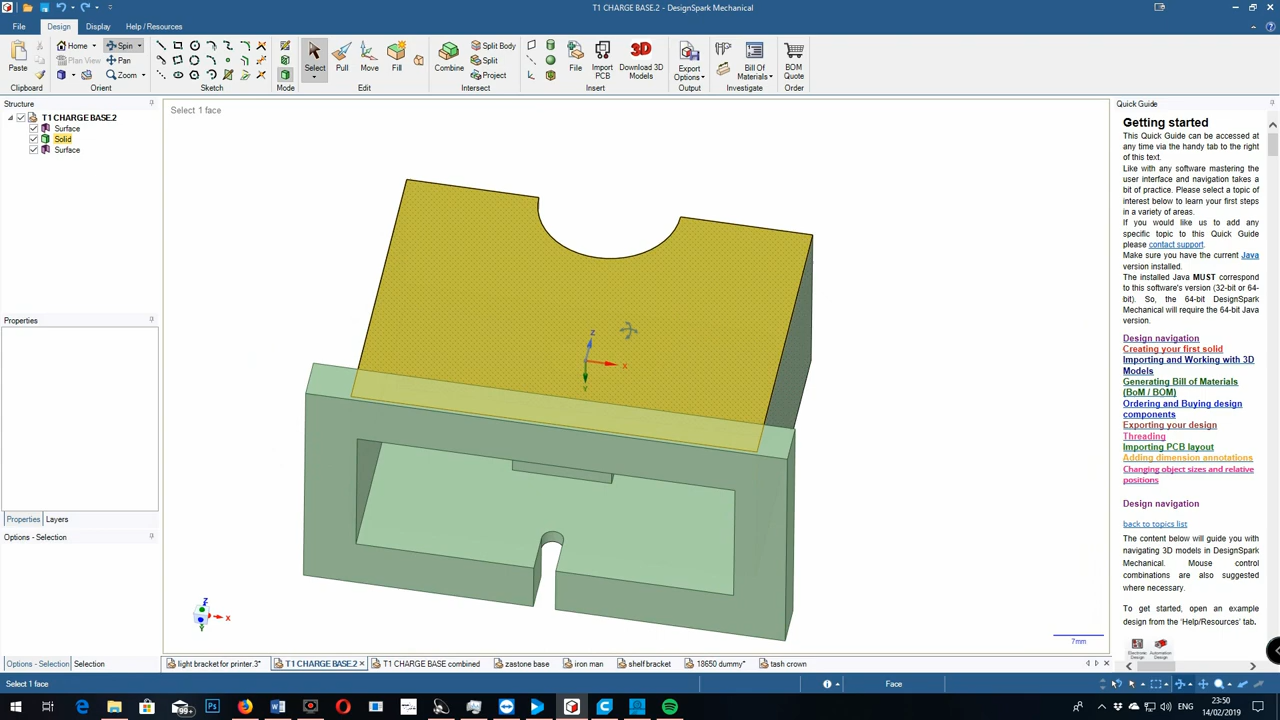 T1 CHARGE BASE.2 - DesignSpark Mechanical
File
Design
Display
Help / Resources
Paste
Home
Spin
Plan View
Pan
Zoom
Select
Pull
Move
Fill
Combine
Split Body
Split
Project
File
Import
PCB
Download 3D
Models
3D
Export
Options
Bill Of
Materials
BOM
Quote
Clipboard
Orient
Sketch
Mode
Edit
Intersect
Insert
Output
Investigate
Order
Structure
T1 CHARGE BASE.2
Surface
Solid
Surface
Properties
Properties
Layers
Options - Selection
Options - Selection
Selection
Select 1 face
Z
X
Y
Z
X
Y
7mm
Quick Guide
Getting started
This Quick Guide can be accessed at
any time via the handy tab to the right
of this text.
Like with any software mastering the
user interface and navigation takes a
bit of practice. Please select a topic of
interest below to learn your first steps
in a variety of areas.
If you would like us to add any
specific topic to this Quick Guide
please contact support.
Make sure you have the current Java
version installed.
The installed Java MUST correspond
to this software's version (32-bit or 64-
bit). So, the 64-bit DesignSpark
Mechanical will require the 64-bit Java
version.
Design navigation
Creating your first solid
Importing and Working with 3D
Models
Generating Bill of Materials
(BoM / BOM)
Ordering and Buying design
components
Exporting your design
Threading
Importing PCB layout
Adding dimension annotations
Changing object sizes and relative
positions
Design navigation
back to topics list
The content below will guide you with
navigating 3D models in DesignSpark
Mechanical. Mouse control
combinations are also suggested
where necessary.
To get started, open an example
design from the 'Help/Resources' tab.
light bracket for printer.3*
T1 CHARGE BASE.2
T1 CHARGE BASE combined
zastone base
iron man
shelf bracket
18650 dummy*
tash crown
Select 1 face
Face
99+
23:50
14/02/2019